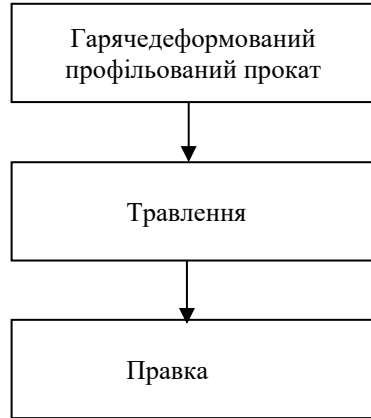 Гарячедеформований
профільований прокат
Травлення
Правка